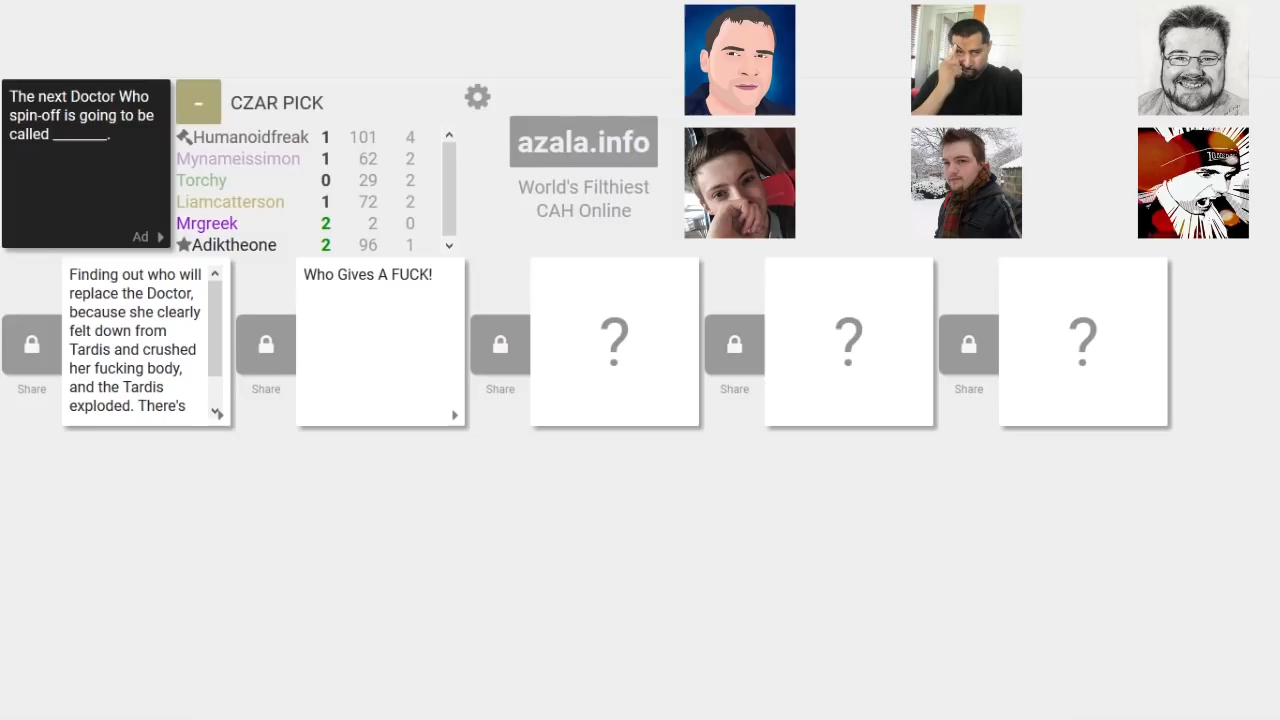 The next Doctor Who
spin-off is going to be
called ________.
Ad
-
CZAR PICK
Humanoidfreak 1 101 4
Mynameissimon 1 62 2
Torchy 0 29 2
Liamcatterson 1 72 2
Mrgreek 2 2 0
Adiktheone 2 96 1
azala.info
World's Filthiest
CAH Online
Share
Finding out who will
replace the Doctor,
because she clearly
felt down from
Tardis and crushed
her fucking body,
and the Tardis
exploded. There's
Share
Who Gives A FUCK!
Share
?
Share
?
Share
?